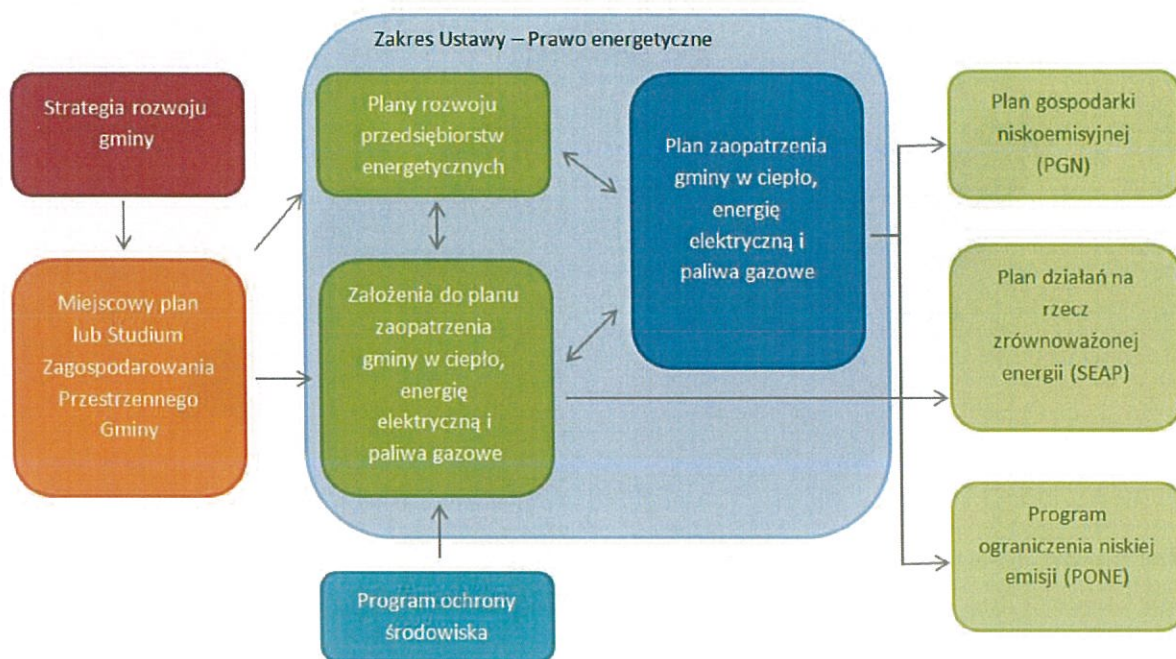 Zakres Ustawy – Prawo energetyczne
Strategia rozwoju
gminy
Plany rozwoju
przedsiębiorstw
energetycznych
Plan zaopatrzenia
gminy w ciepło,
energię
elektryczną i
paliwa gazowe
Plan gospodarki
niskoemisyjnej
(PGN)
Miejscowy plan
lub Studium
Zagospodarowania
Przestrzennego
Gminy
Założenia do planu
zaopatrzenia
gminy w ciepło,
energię
elektryczną i
paliwa gazowe
Plan działań na
rzecz
zrównoważonej
energii (SEAP)
Program ochrony
środowiska
Program
ograniczenia niskiej
emisji (PONE)